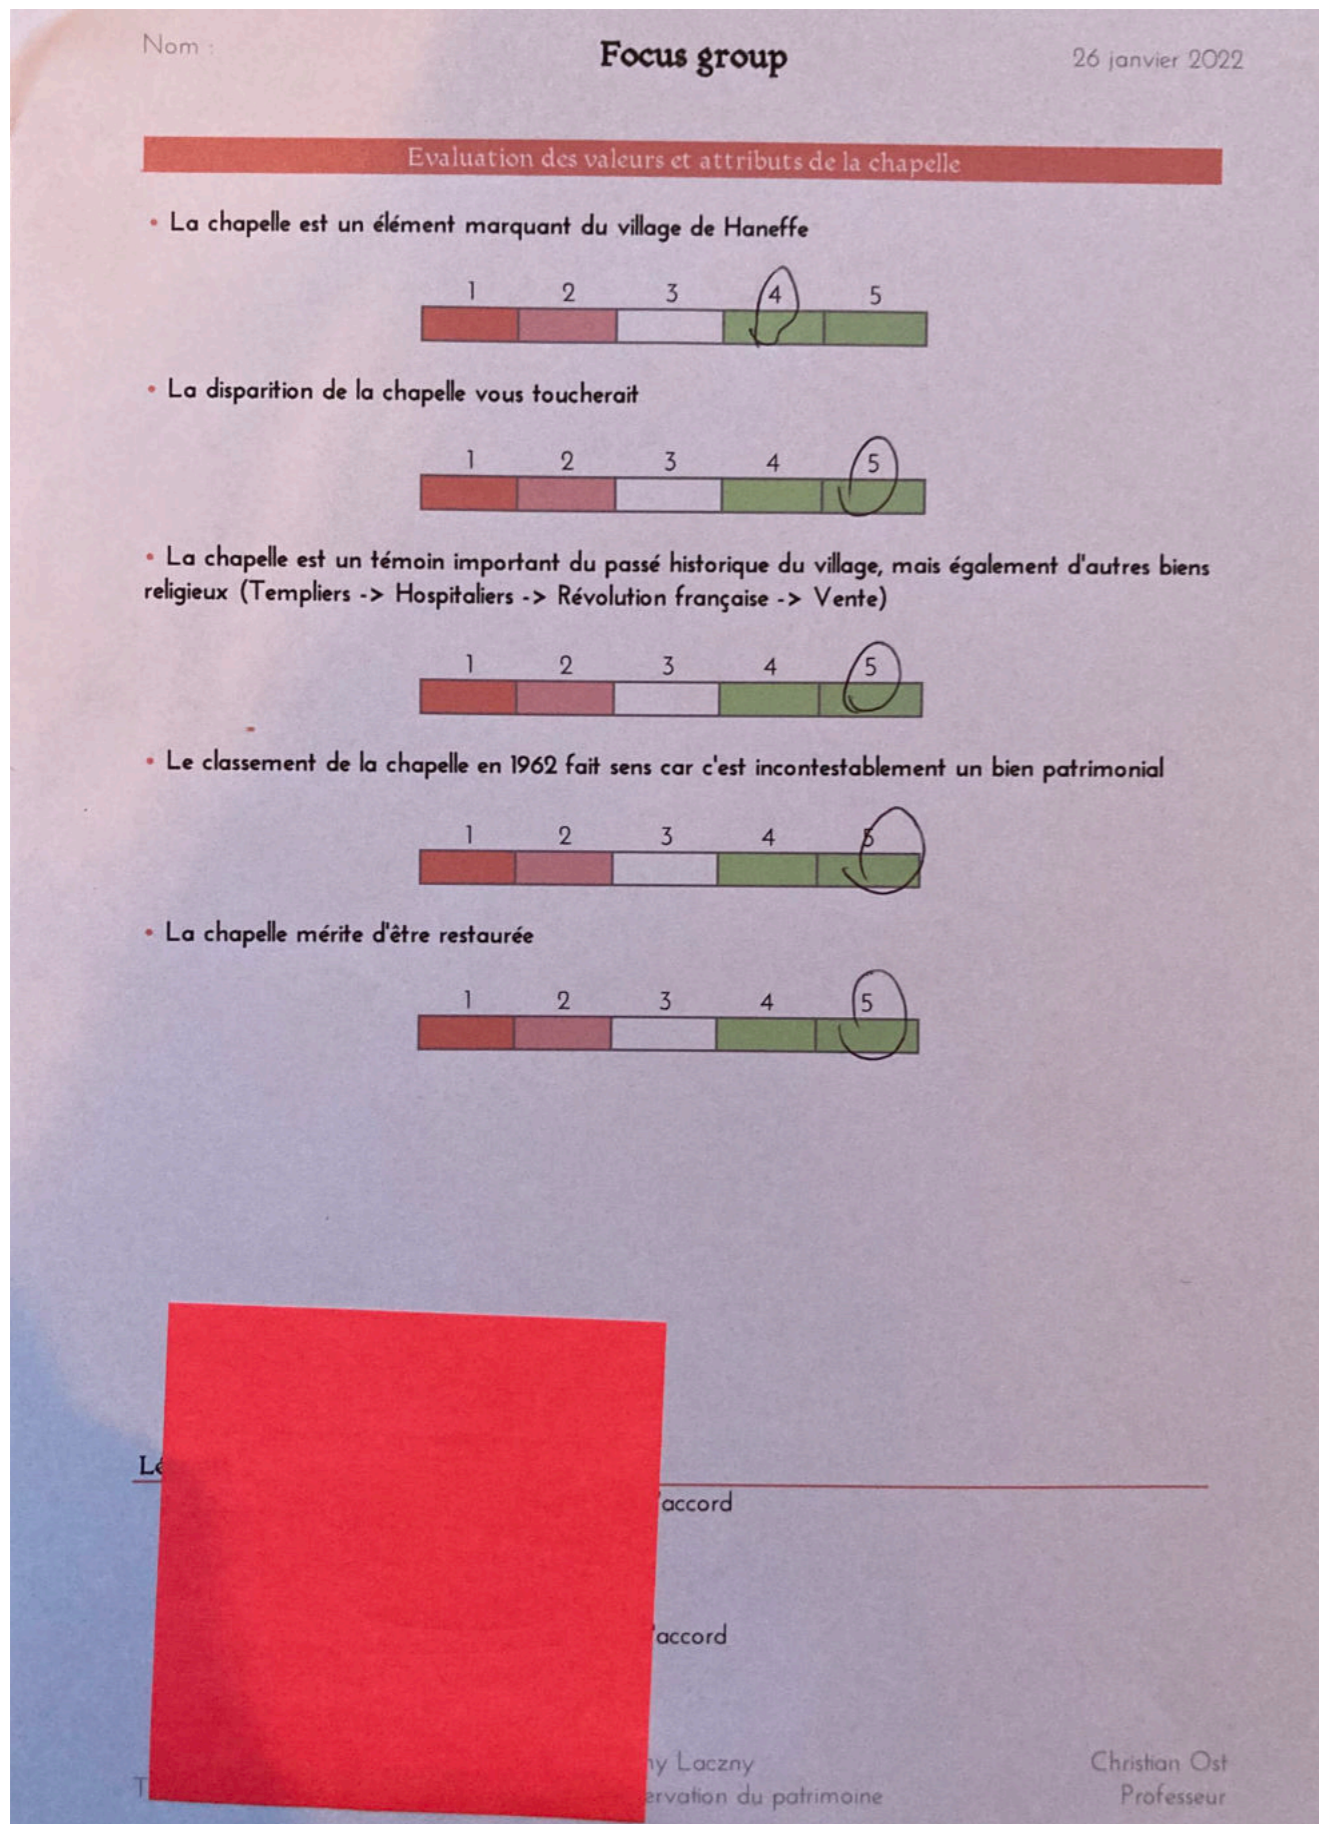 Nom :
Focus group
26 janvier 2022
Evaluation des valeurs et attributs de la chapelle
• La chapelle est un élément marquant du village de Haneffe
1 2 3 4 5
• La disparition de la chapelle vous toucherait
1 2 3 4 5
• La chapelle est un témoin important du passé historique du village, mais également d'autres biens
religieux (Templiers -> Hospitaliers -> Révolution française -> Vente)
1 2 3 4 5
• Le classement de la chapelle en 1962 fait sens car c'est incontestablement un bien patrimonial
1 2 3 4 5
• La chapelle mérite d'être restaurée
1 2 3 4 5
'accord
'accord
Laczny
Christian Ost
du patrimoine
Professeur